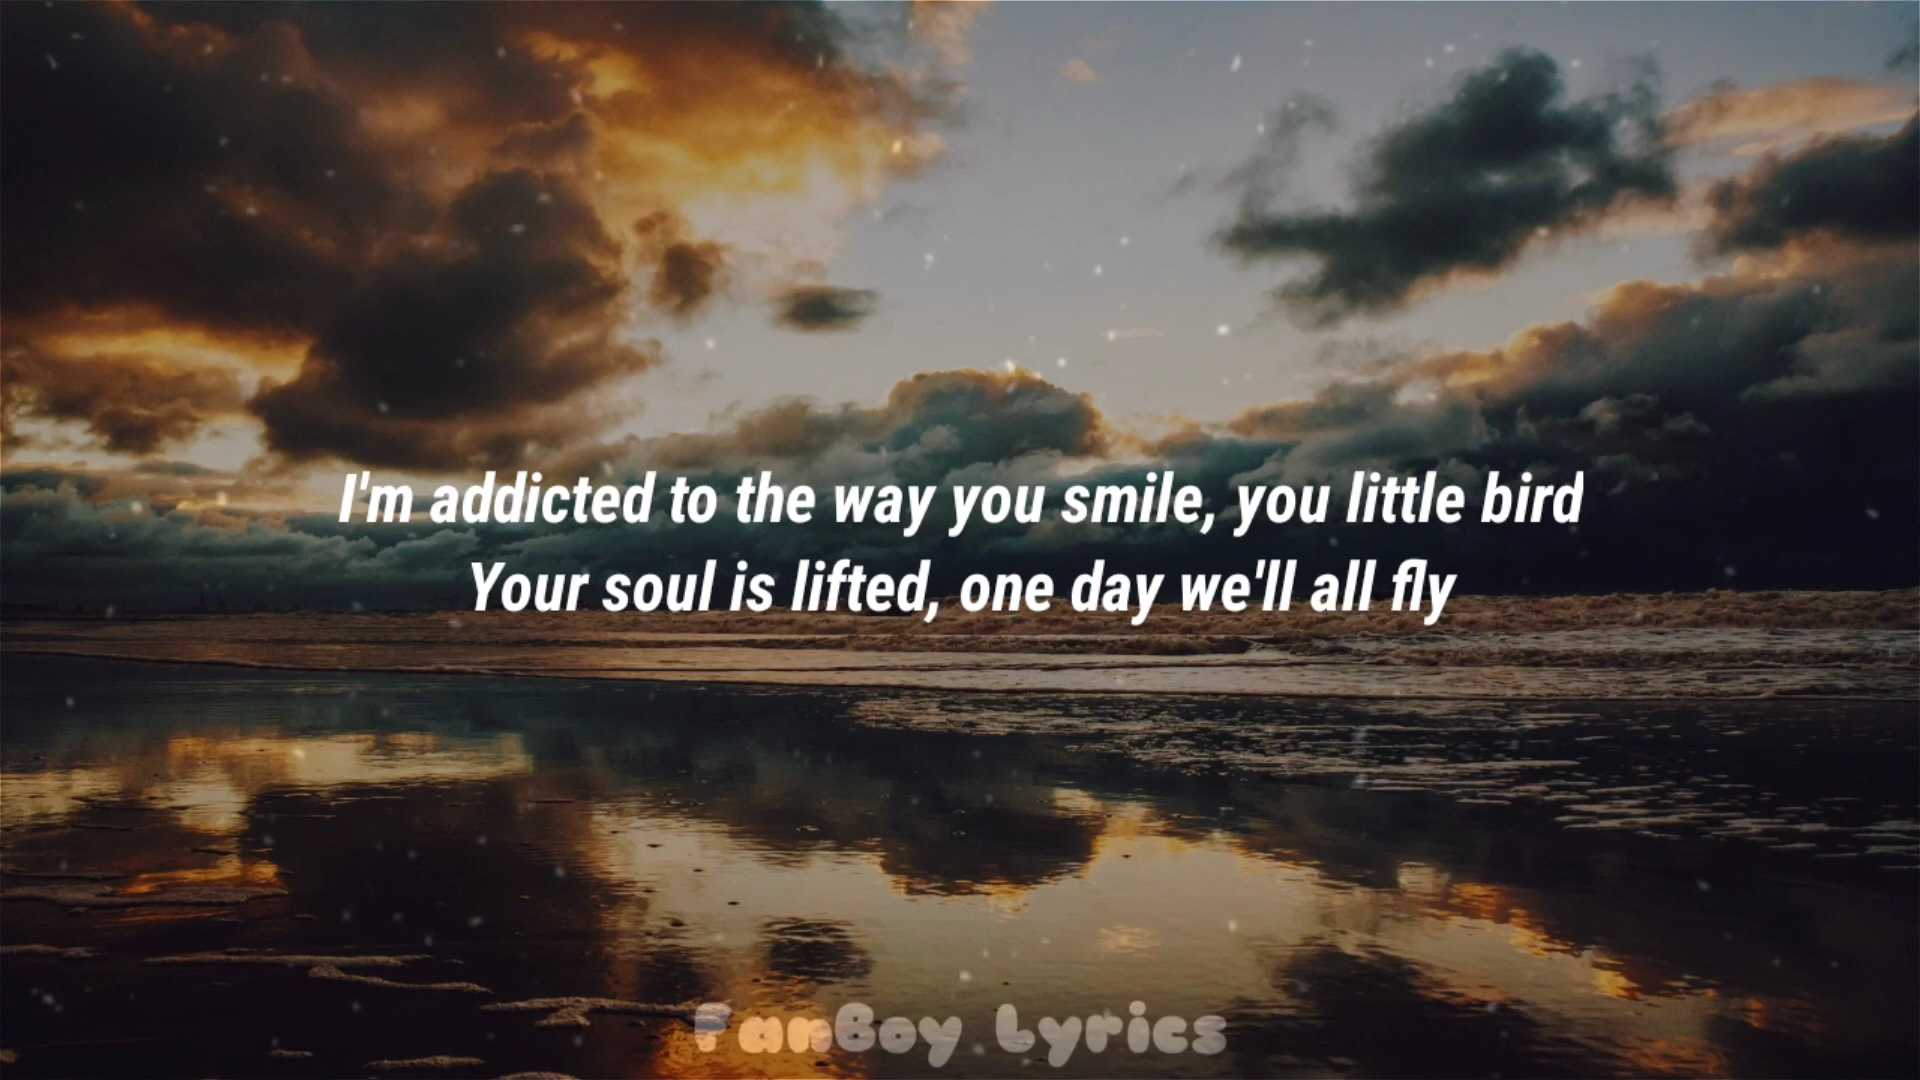 I'm addicted to the way you smile, you little bird
Your soul is lifted, one day we'll all fly
FanBoy Lyrics